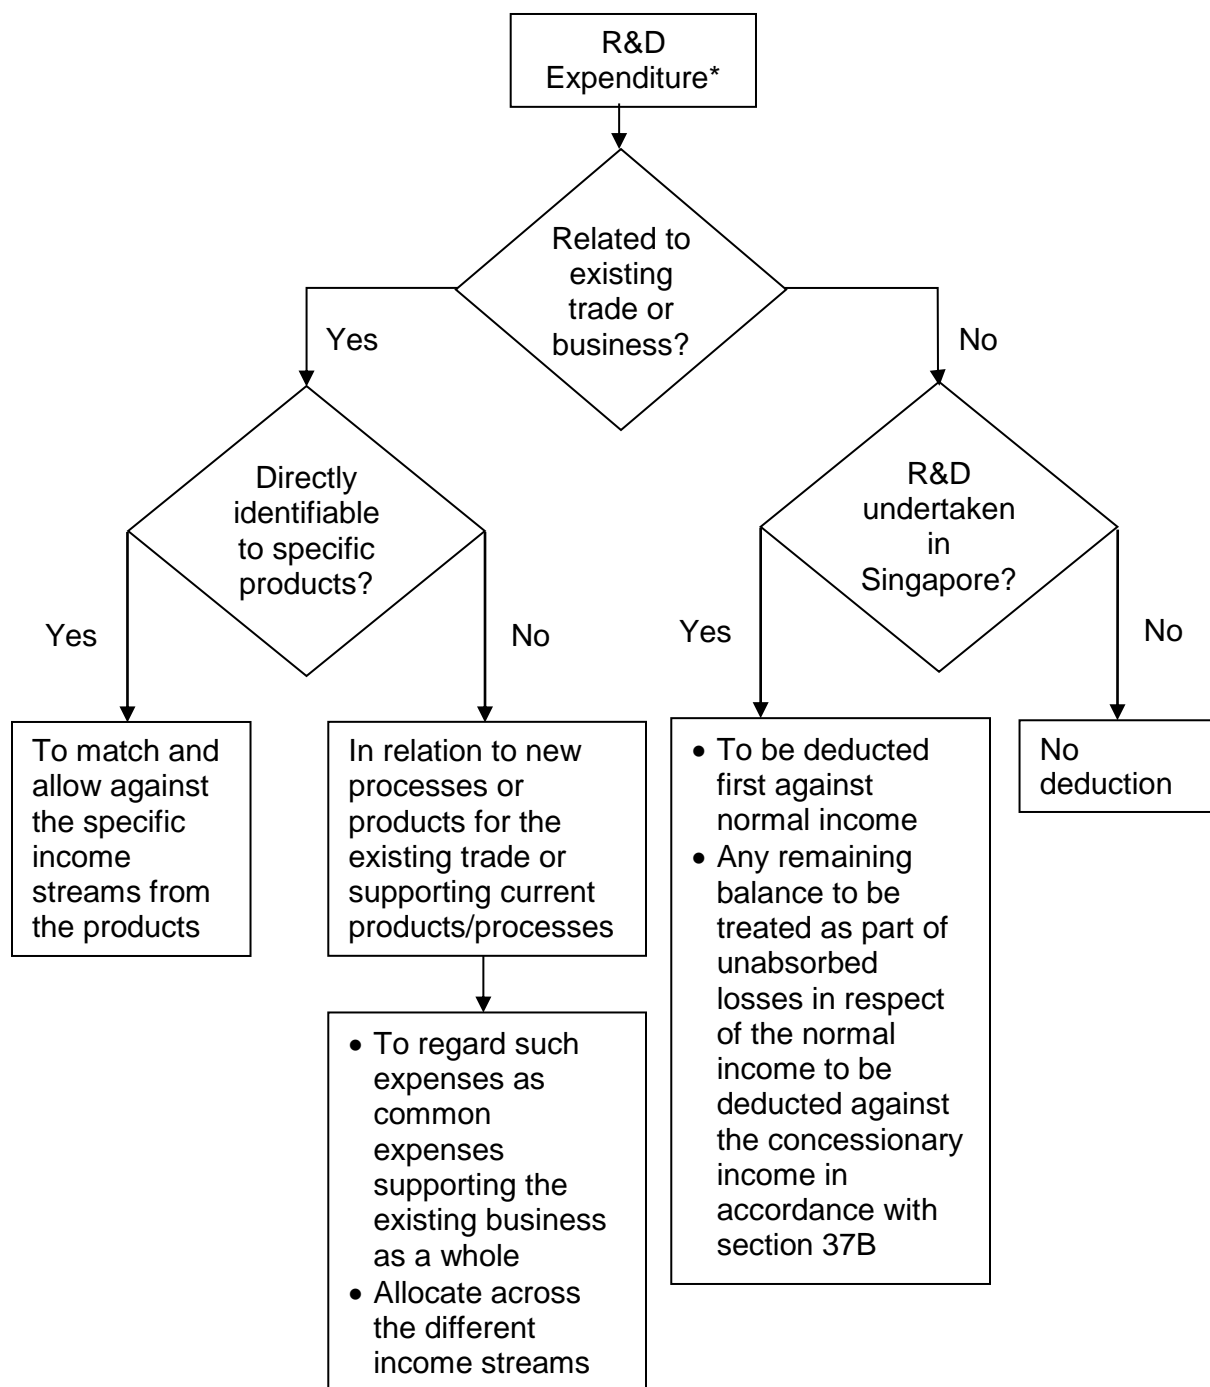 R&D
Expenditure*
Related to
existing
trade or
business?
Yes
No
Directly
identifiable
to specific
products?
R&D
undertaken
in
Singapore?
Yes
No
Yes
No
To match and
allow against
the specific
income
streams from
the products
In relation to new
processes or
products for the
existing trade or
supporting current
products/processes
• To be deducted
first against
normal income
• Any remaining
balance to be
treated as part of
unabsorbed
losses in respect
of the normal
income to be
deducted against
the concessionary
income in
accordance with
section 37B
No
deduction
• To regard such
expenses as
common
expenses
supporting the
existing business
as a whole
• Allocate across
the different
income streams